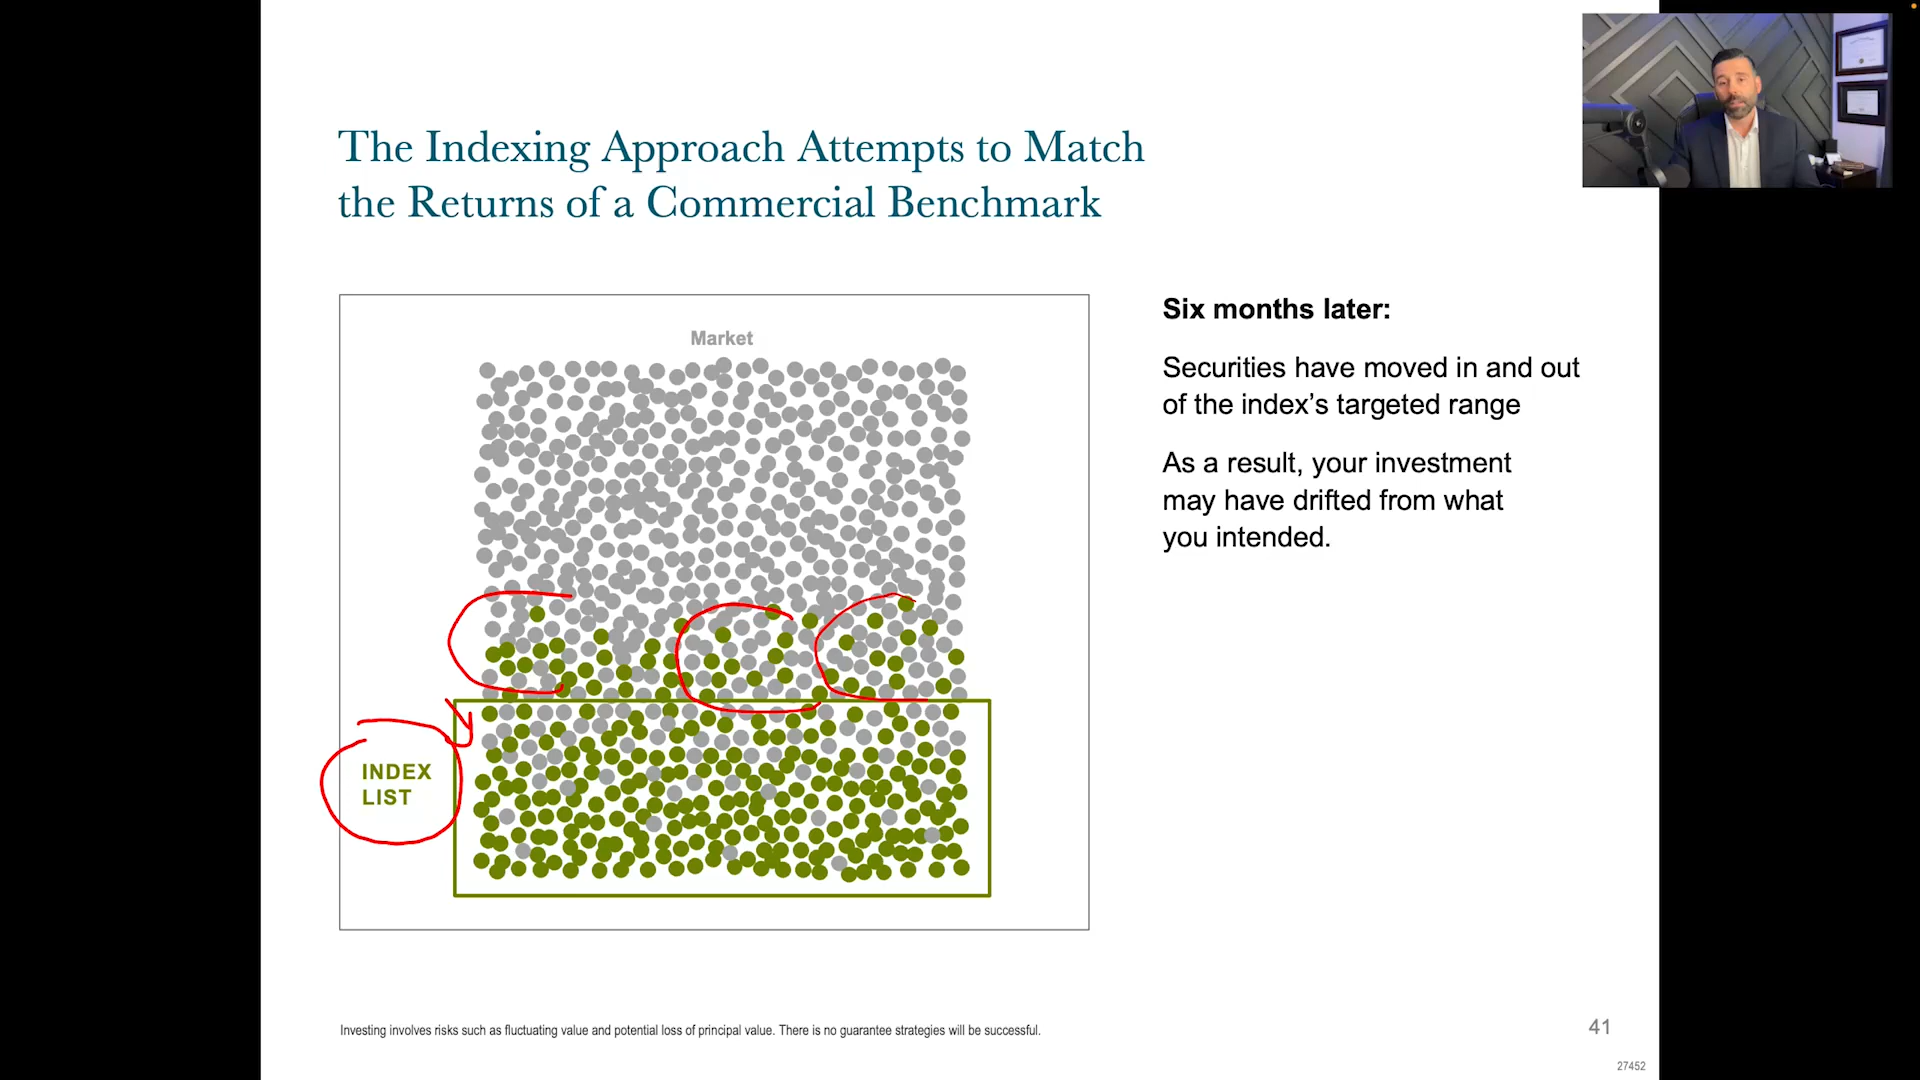 The Indexing Approach Attempts to Match
the Returns of a Commercial Benchmark
Market
INDEX
LIST
Six months later:
Securities have moved in and out
of the index’s targeted range
As a result, your investment
may have drifted from what
you intended.
Investing involves risks such as fluctuating value and potential loss of principal value. There is no guarantee strategies will be successful.
41
27452